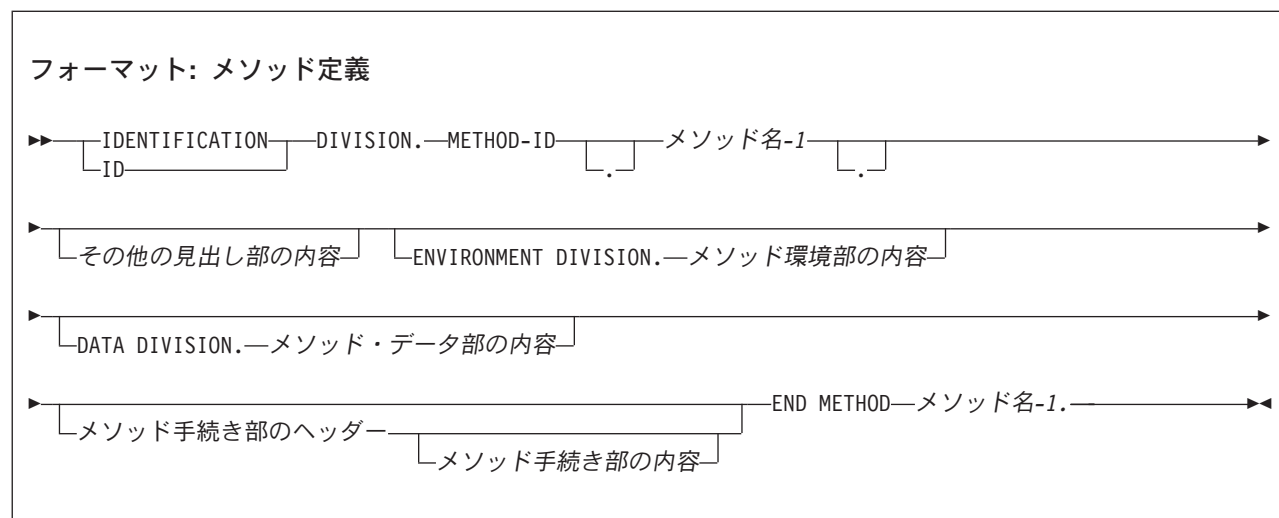 フォーマット: メソッド定義
IDENTIFICATION DIVISION. METHOD-ID . メソッド名-1 .
ID
その他の見出し部の内容 ENVIRONMENT DIVISION. メソッド環境部の内容
DATA DIVISION. メソッド・データ部の内容
END METHOD メソッド名-1.
メソッド手続き部のヘッダー
メソッド手続き部の内容